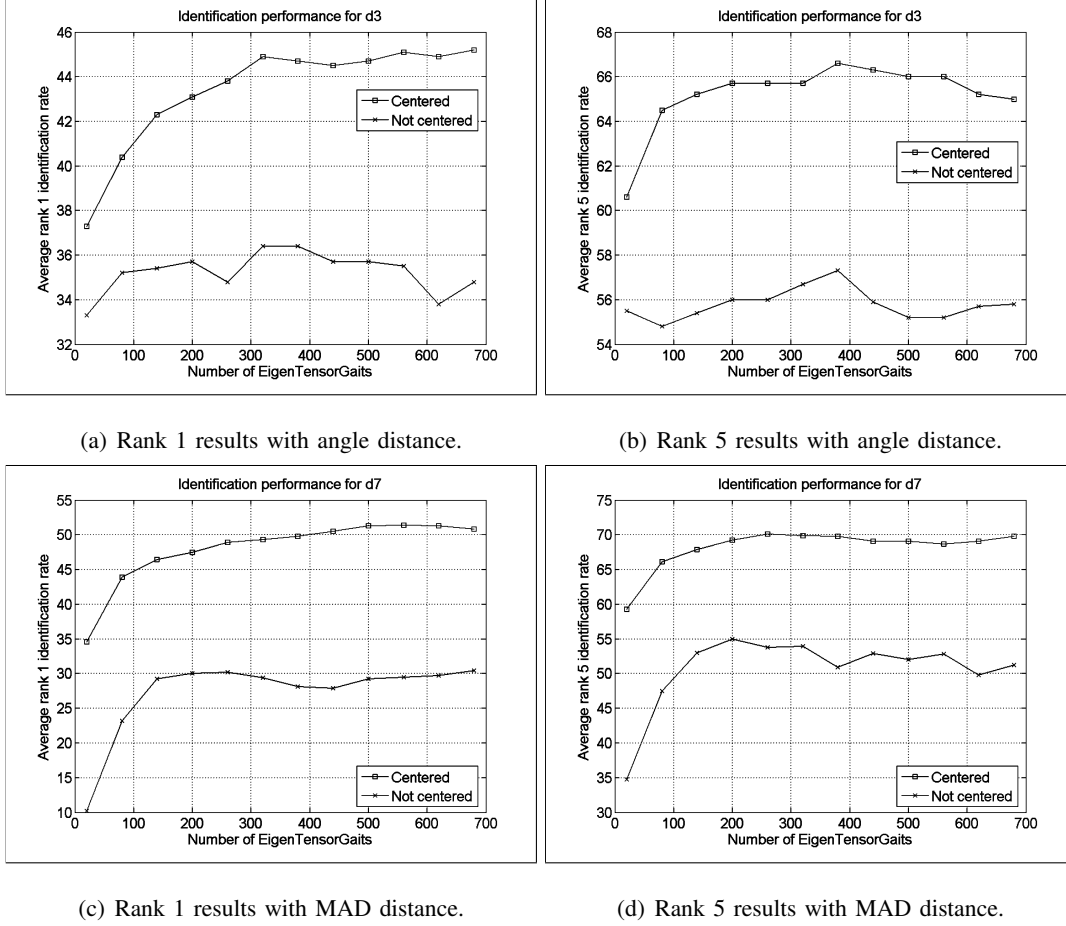 Identification performance for d3
46
44
42
40
38
36
34
32
Average rank 1 identification rate
Centered
Not centered
0 100 200 300 400 500 600 700
Number of EigenTensorGaits
(a) Rank 1 results with angle distance.
Identification performance for d3
68
66
64
62
60
58
56
54
Average rank 5 identification rate
Centered
Not centered
0 100 200 300 400 500 600 700
Number of EigenTensorGaits
(b) Rank 5 results with angle distance.
Identification performance for d7
55
50
45
40
35
30
25
20
15
10
Average rank 1 identification rate
Centered
Not centered
0 100 200 300 400 500 600 700
Number of EigenTensorGaits
(c) Rank 1 results with MAD distance.
Identification performance for d7
75
70
65
60
55
50
45
40
35
30
Average rank 5 identification rate
Centered
Not centered
0 100 200 300 400 500 600 700
Number of EigenTensorGaits
(d) Rank 5 results with MAD distance.